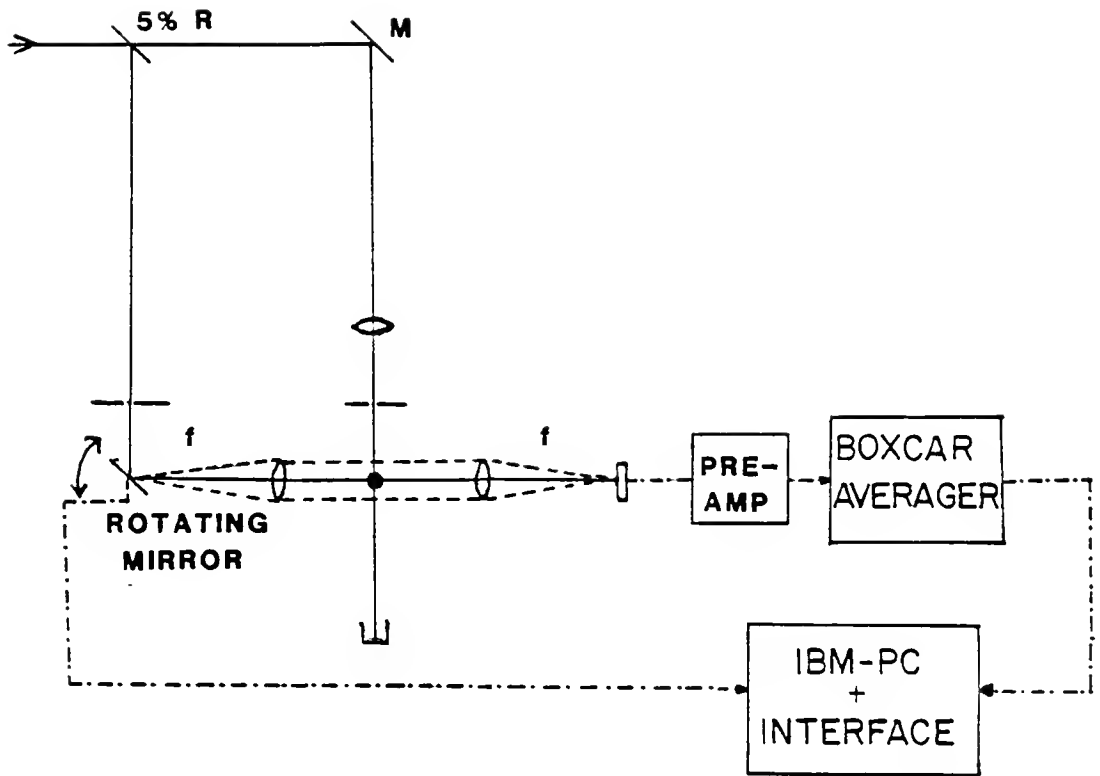 5% R
M
f
f
ROTATING
MIRROR
PRE-
AMP
BOXCAR
AVERAGER
IBM-PC
+
INTERFACE